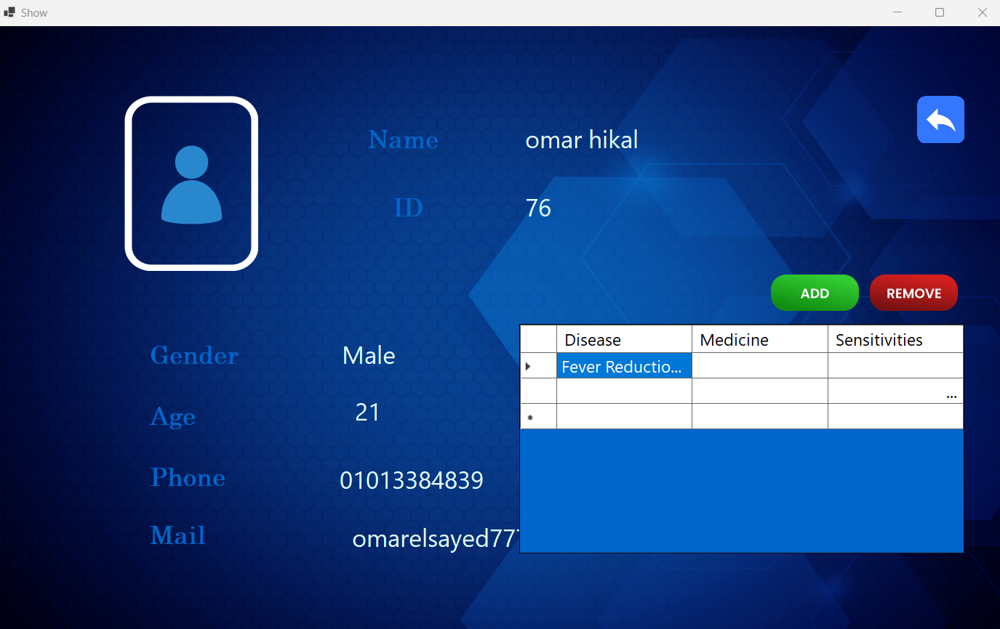 Show
Name omar hikal
ID 76
ADD REMOVE
Disease Medicine Sensitivities
Fever Reductio...
...
Gender Male
Age 21
Phone 01013384839
Mail omarelsayed777